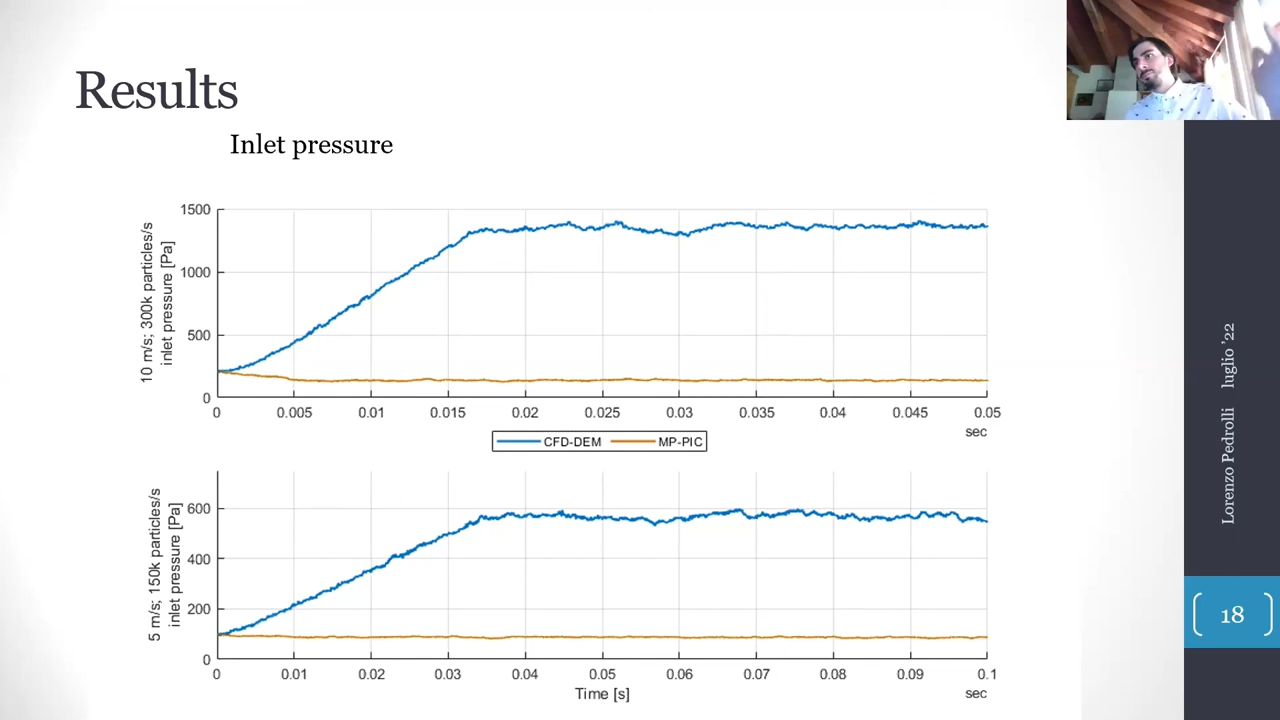 Results
Inlet pressure
10 m/s; 300k particles/s
inlet pressure [Pa]
1500
1000
500
0
0 0.005 0.01 0.015 0.02 0.025 0.03 0.035 0.04 0.045 0.05
sec
CFD-DEM MP-PIC
5 m/s; 150k particles/s
inlet pressure [Pa]
600
400
200
0
0 0.01 0.02 0.03 0.04 0.05 0.06 0.07 0.08 0.09 0.1
Time [s]
sec
Lorenzo Pedrolli luglio '22
18